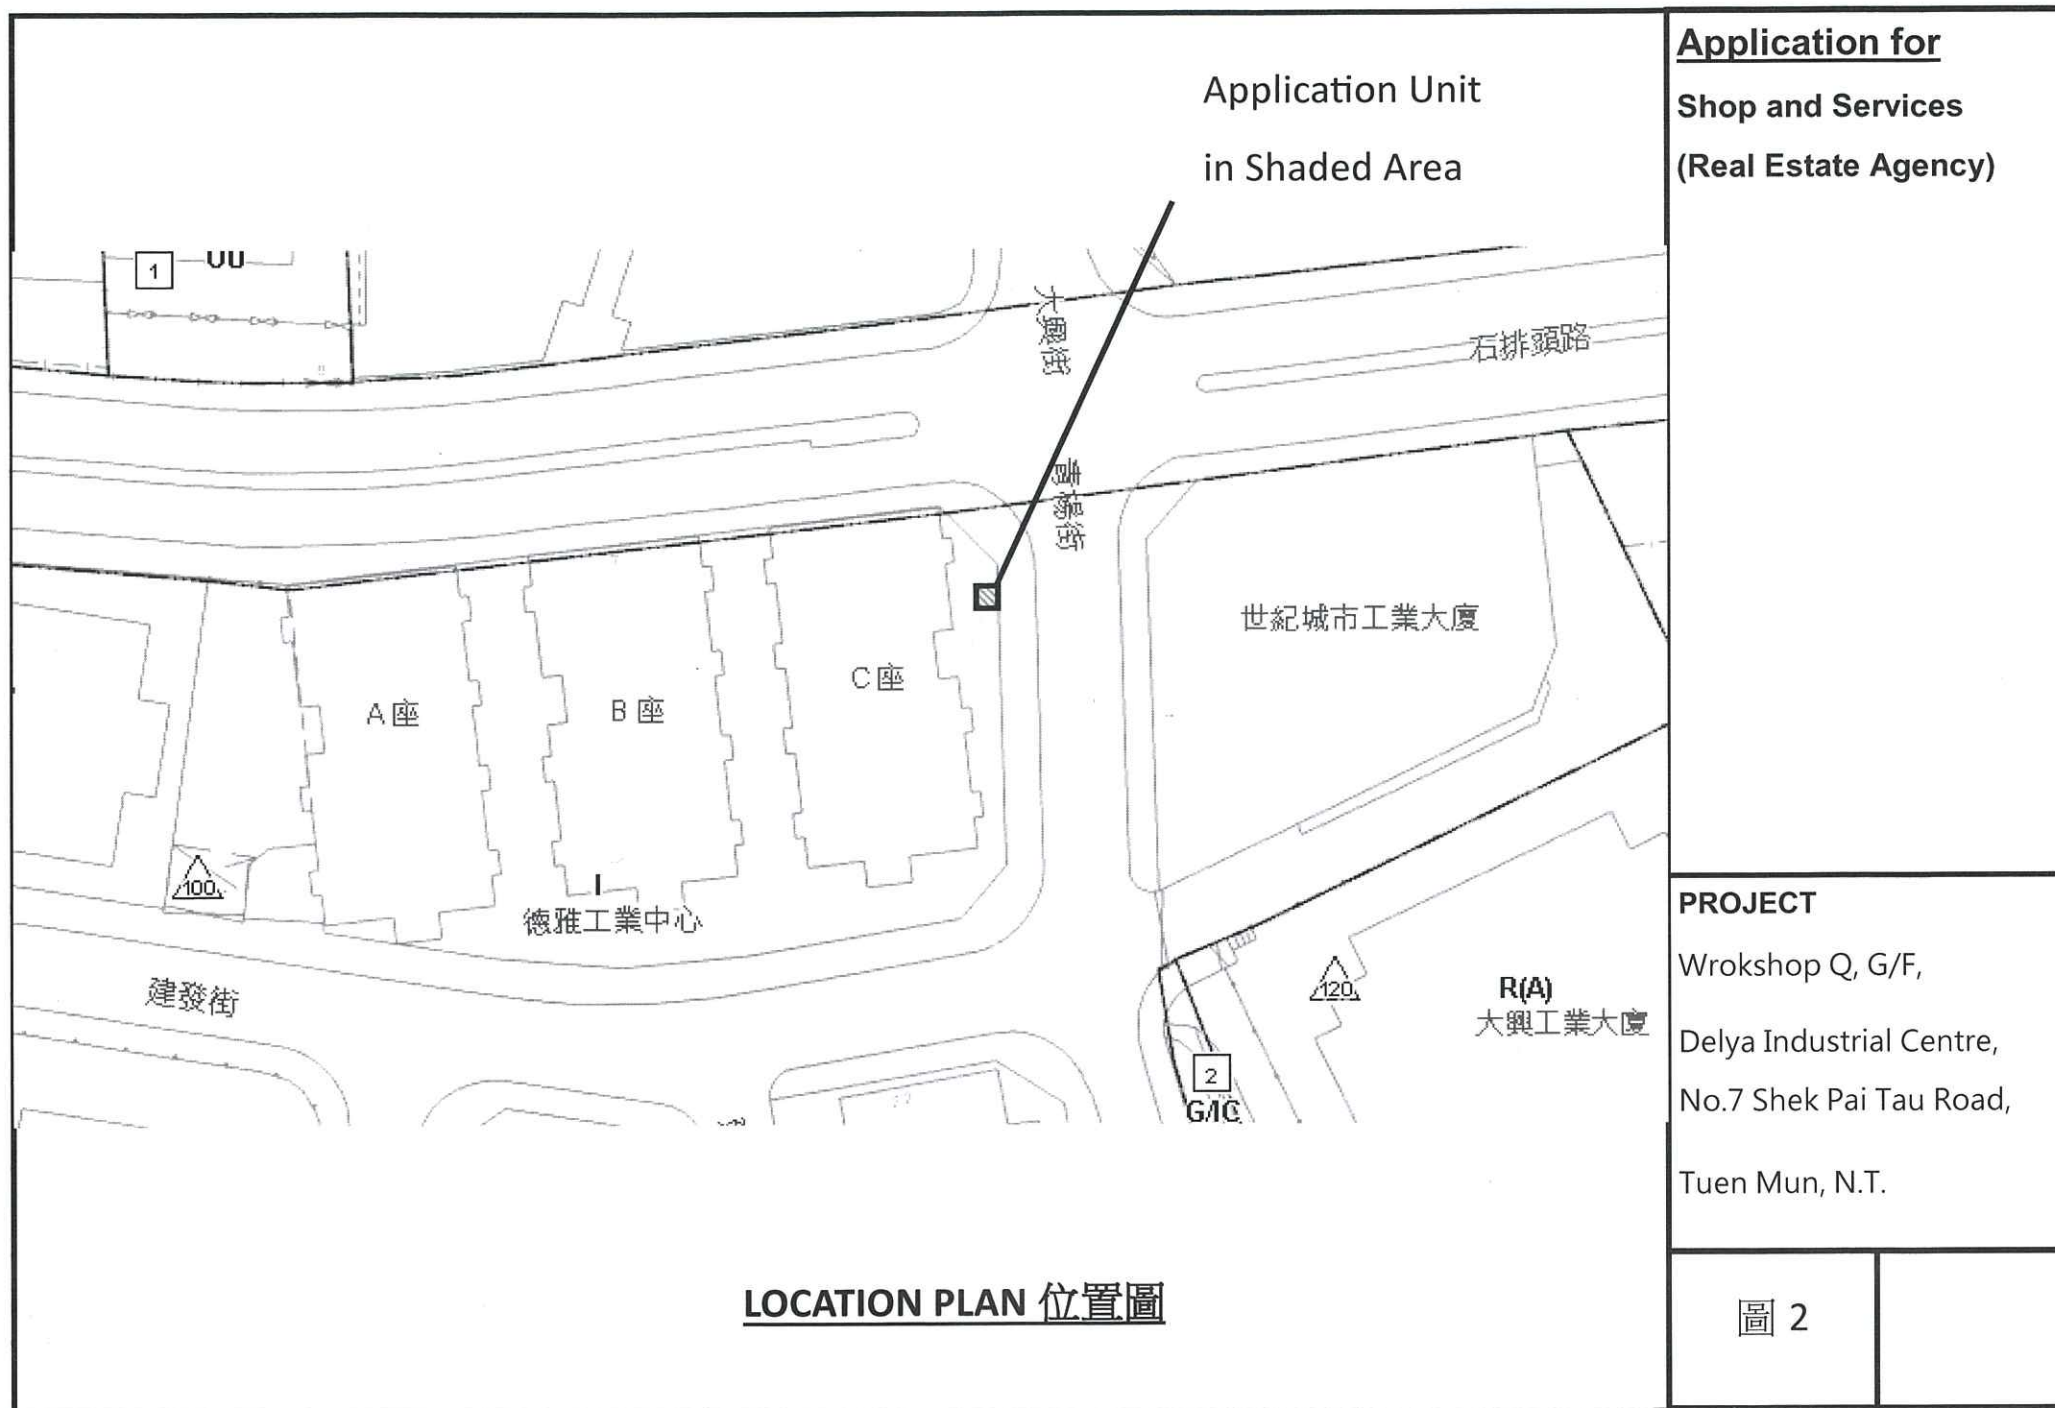 Application Unit
in Shaded Area
1
大興街
石排頭路
青楊街
世紀城市工業大廈
A座
B座
C座
100
I
德雅工業中心
建發街
120
R(A)
大興工業大廈
2
G/IC
LOCATION PLAN 位置圖
Application for
Shop and Services
(Real Estate Agency)
PROJECT
Wrokshop Q, G/F,
Delya Industrial Centre,
No.7 Shek Pai Tau Road,
Tuen Mun, N.T.
圖 2